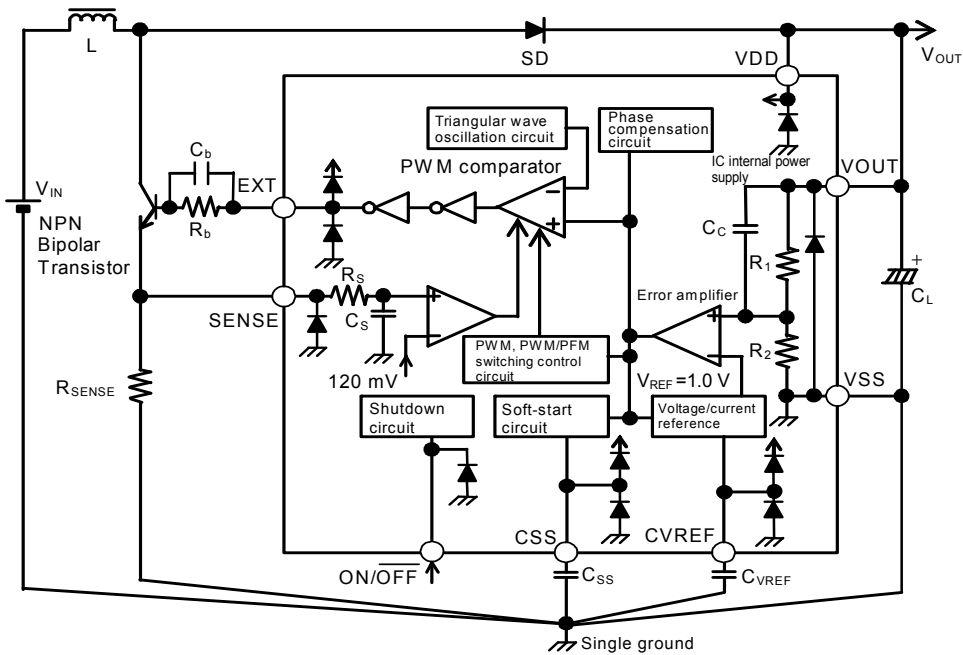 L
SD
VDD
VOUT
Triangular wave
oscillation circuit
Phase
compensation
circuit
PWM comparator
IC internal power
supply
VOUT
Cb
EXT
VIN
NPN
Bipolar
Transistor
Rb
−
+
CC
R1
+
CL
RS
SENSE
CS
+
−
Error amplifier
+
−
R2
120 mV
PWM, PWM/PFM
switching control
circuit
VREF=1.0 V
VSS
RSENSE
Shutdown
circuit
Soft-start
circuit
Voltage/current
reference
CSS
CVREF
ON/OFF
CSS
CVREF
Single ground